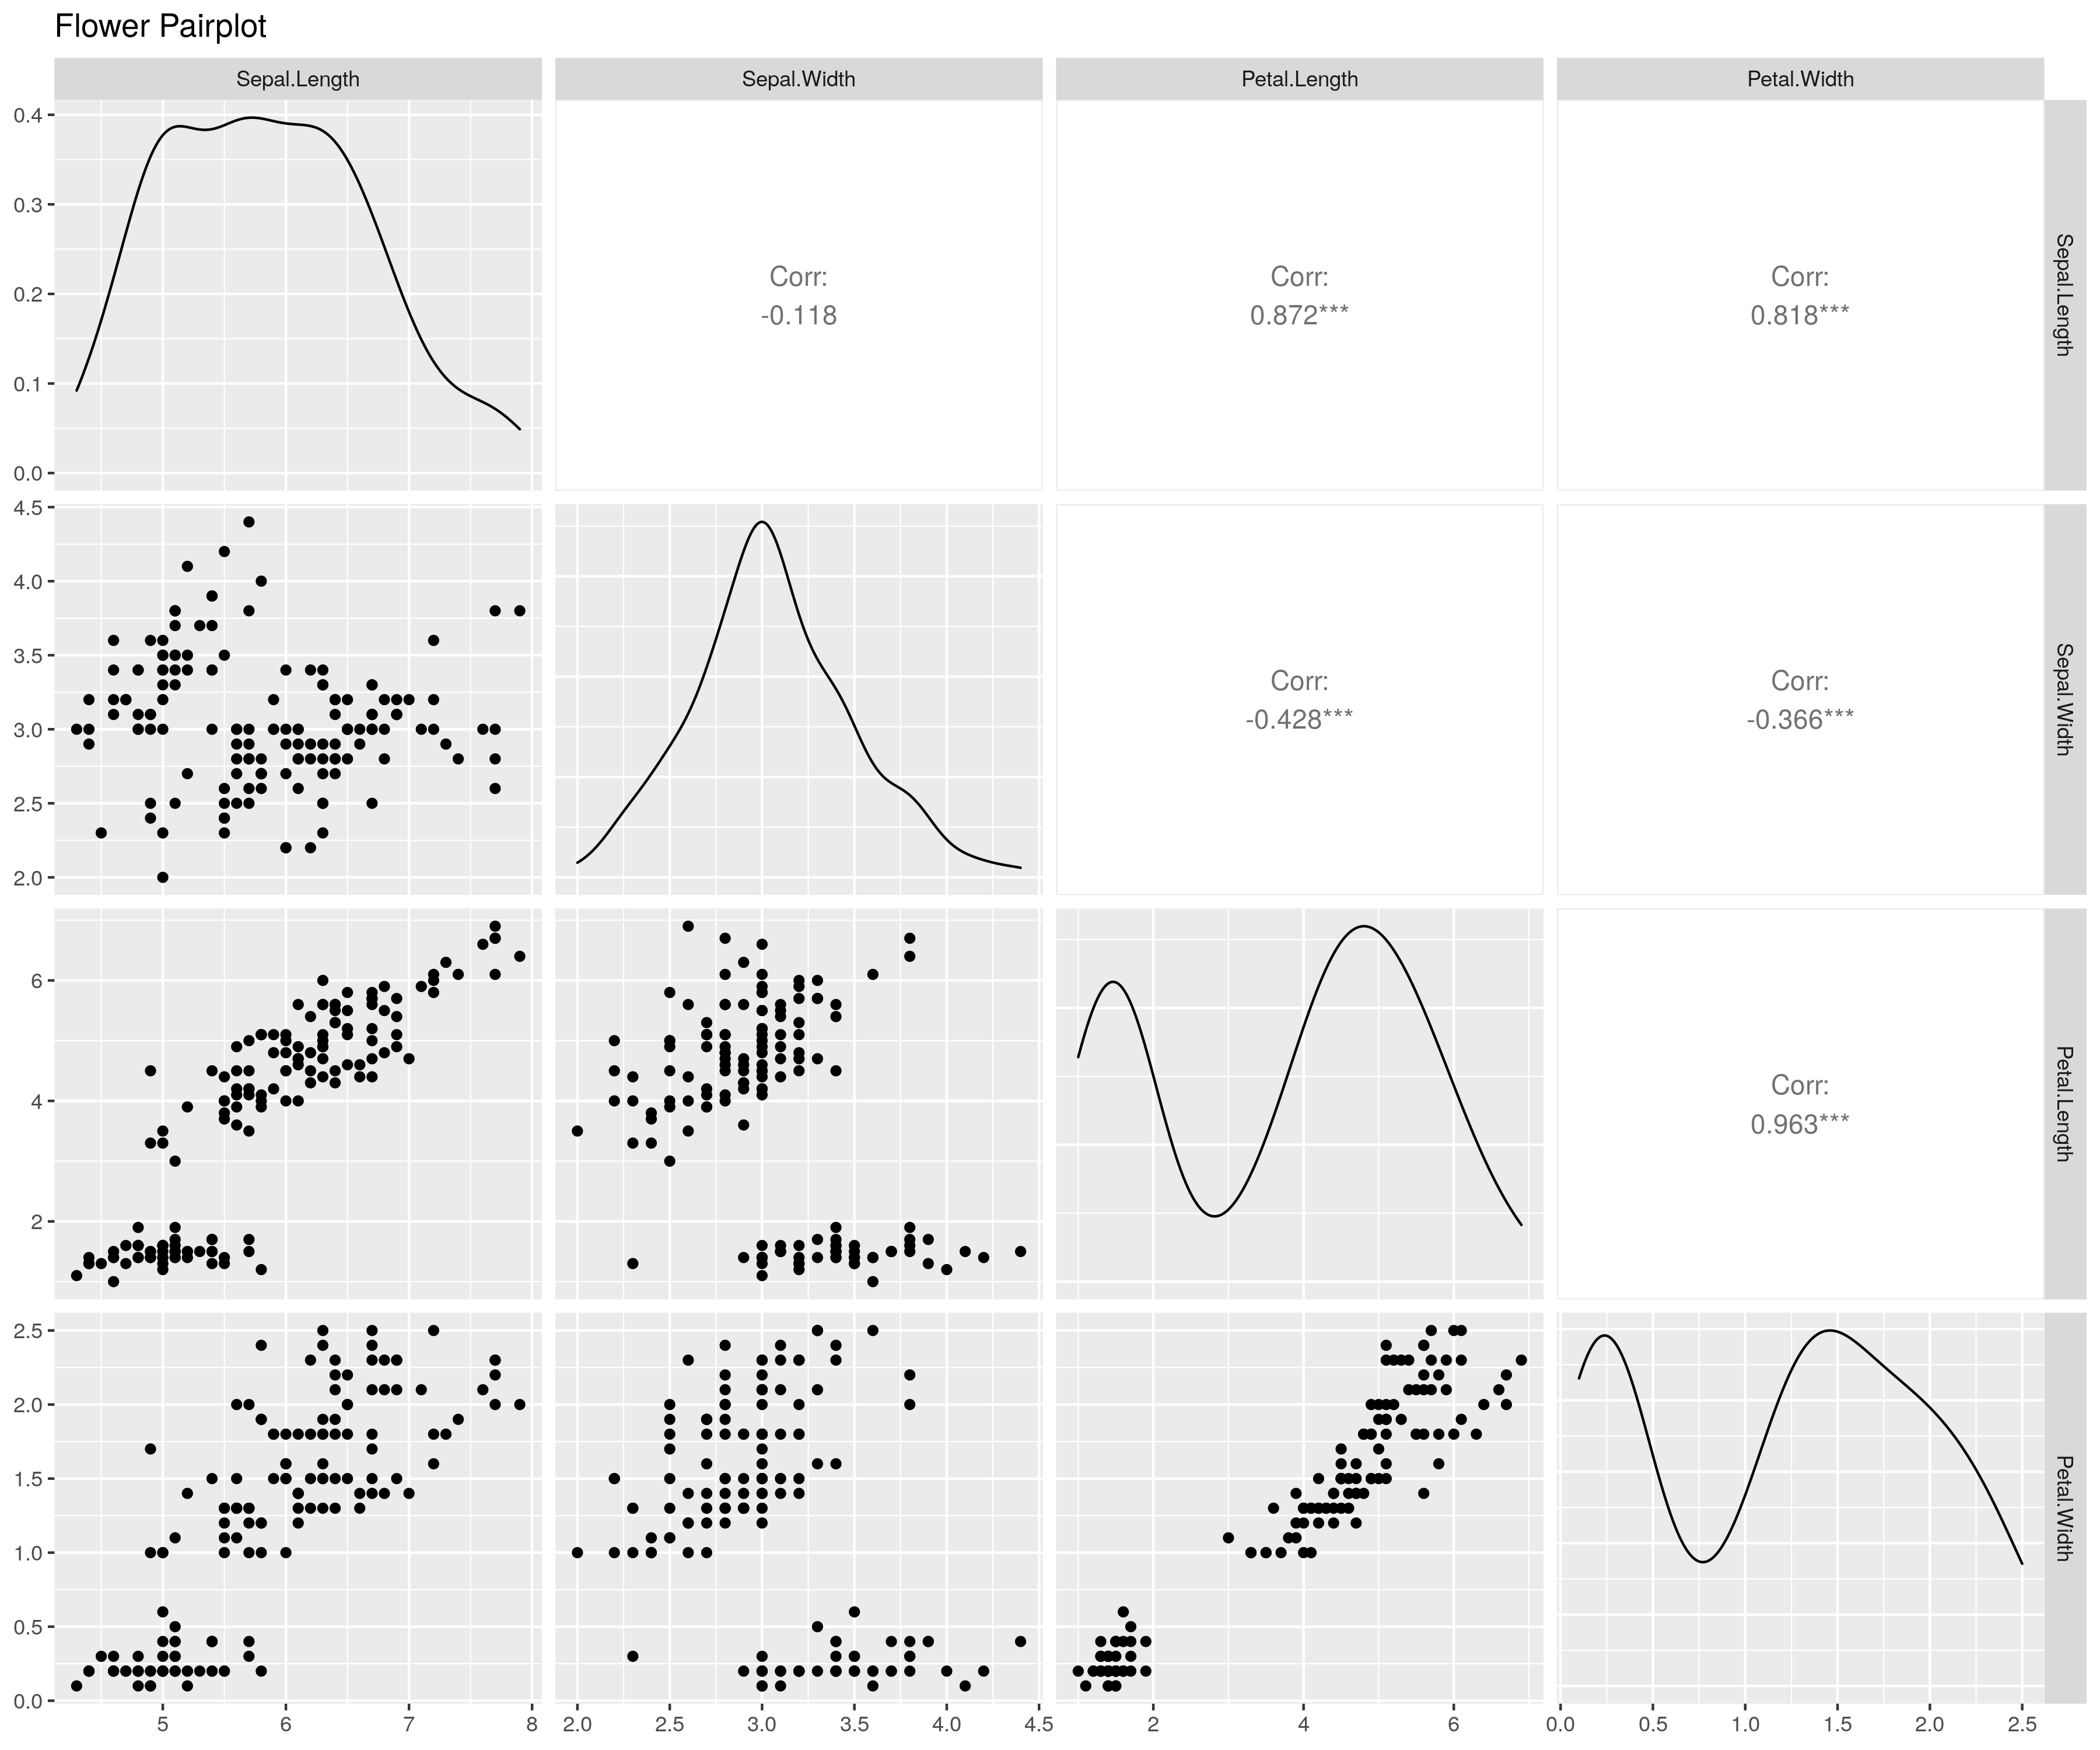 Flower Pairplot
Sepal.Length
Sepal.Width
Petal.Length
Petal.Width
0.4
0.3
0.2
0.1
0.0
Corr:
-0.118
Corr:
0.872***
Corr:
0.818***
Sepal.Length
4.5
4.0
3.5
3.0
2.5
2.0
Corr:
-0.428***
Corr:
-0.366***
Sepal.Width
6
4
2
Corr:
0.963***
Petal.Length
2.5
2.0
1.5
1.0
0.5
0.0
Petal.Width
5 6 7 8
2.0 2.5 3.0 3.5 4.0 4.5
2 4 6
0.0 0.5 1.0 1.5 2.0 2.5